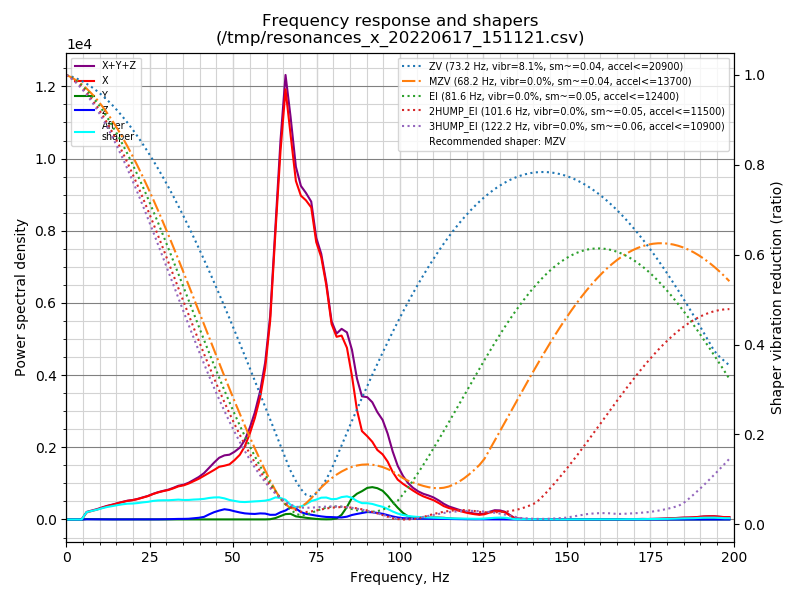 Frequency response and shapers
(/tmp/resonances_x_20220617_151121.csv)
1e4
X+Y+Z
X
Y
Z
After
shaper
ZV (73.2 Hz, vibr=8.1%, sm~=0.04, accel<=20900)
MZV (68.2 Hz, vibr=0.0%, sm~=0.04, accel<=13700)
EI (81.6 Hz, vibr=0.0%, sm~=0.05, accel<=12400)
2HUMP_EI (101.6 Hz, vibr=0.0%, sm~=0.05, accel<=11500)
3HUMP_EI (122.2 Hz, vibr=0.0%, sm~=0.06, accel<=10900)
Recommended shaper: MZV
Power spectral density
1.2
1.0
0.8
0.6
0.4
0.2
0.0
Shaper vibration reduction (ratio)
1.0
0.8
0.6
0.4
0.2
0.0
0 25 50 75 100 125 150 175 200
Frequency, Hz